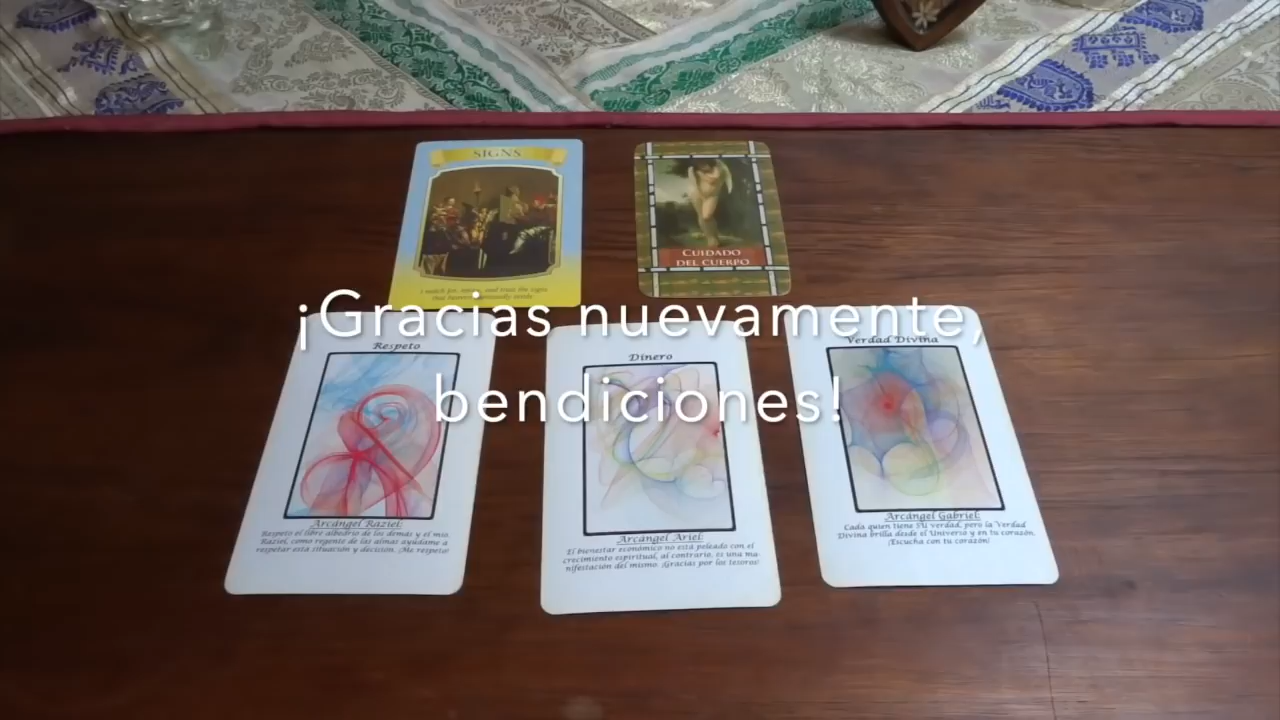 SIGNS
CUIDADO
DEL CUERPO
¡Gracias nuevamente,
bendiciones!
Respeto
Arcángel Raziel:
Respeto el libre albedrío de los demás y el mío.
Raziel, como regente de las almas ayúdame a
respetar esta situación y decisión. ¡Me respeto!
Dinero
Arcángel Ariel:
El bienestar económico no está peleado con el
crecimiento espiritual, al contrario, es una ma-
nifestación del mismo. ¡Gracias por los tesoros!
Verdad Divina
Arcángel Gabriel:
Cada quien tiene SU verdad, pero la Verdad
Divina brilla desde el Universo y en tu corazón.
¡Escucha con tu corazón!